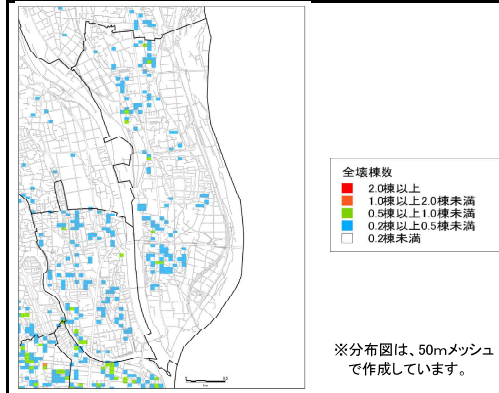 全壊棟数
2.0棟以上
1.0棟以上2.0棟未満
0.5棟以上1.0棟未満
0.2棟以上0.5棟未満
0.2棟未満
※分布図は、50mメッシュ
で作成しています。